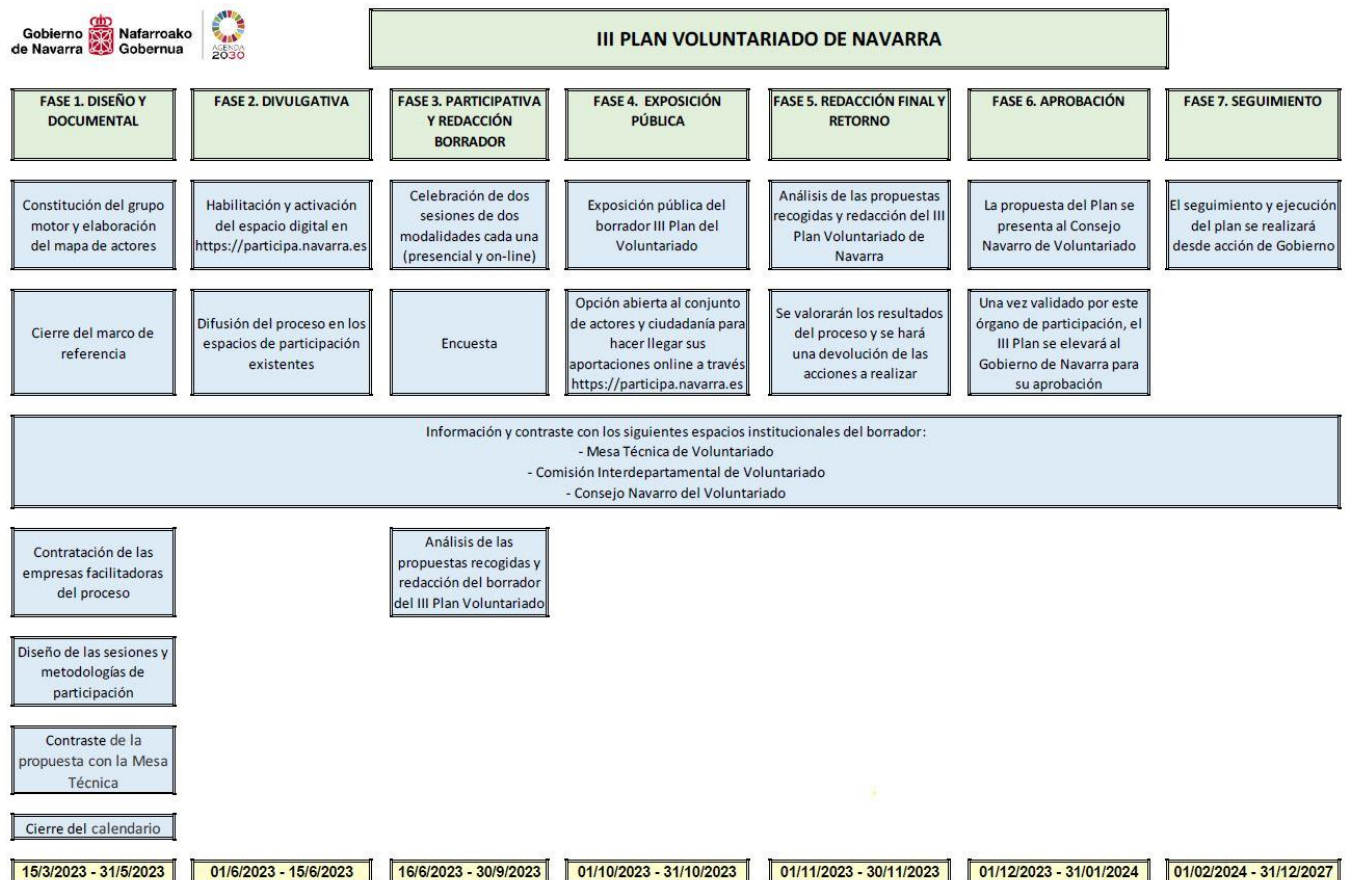 Gobierno de Navarra
Nafarroako Gobernua
AGENDA
2030
III PLAN VOLUNTARIADO DE NAVARRA
FASE 1. DISEÑO Y
DOCUMENTAL
FASE 2. DIVULGATIVA
FASE 3. PARTICIPATIVA
Y REDACCIÓN
BORRADOR
FASE 4. EXPOSICIÓN
PÚBLICA
FASE 5. REDACCIÓN FINAL Y
RETORNO
FASE 6. APROBACIÓN
FASE 7. SEGUIMIENTO
Constitución del grupo
motor y elaboración
del mapa de actores
Habilitación y activación
del espacio digital en
https://participa.navarra.es
Celebración de dos
sesiones de dos
modalidades cada una
(presencial y on-line)
Exposición pública del
borrador III Plan del
Voluntariado
Análisis de las propuestas
recogidas y redacción del III
Plan Voluntariado de
Navarra
La propuesta del Plan se
presenta al Consejo
Navarro de Voluntariado
El seguimiento y ejecución
del plan se realizará
desde acción de Gobierno
Cierre del marco de
referencia
Difusión del proceso en los
espacios de participación
existentes
Encuesta
Opción abierta al conjunto
de actores y ciudadanía para
hacer llegar sus
aportaciones online a través
https://participa.navarra.es
Se valorarán los resultados
del proceso y se hará
una devolución de las
acciones a realizar
Una vez validado por este
órgano de participación, el
III Plan se elevará al
Gobierno de Navarra para
su aprobación
Información y contraste con los siguientes espacios institucionales del borrador:
- Mesa Técnica de Voluntariado
- Comisión Interdepartamental de Voluntariado
- Consejo Navarro del Voluntariado
Contratación de las
empresas facilitadoras
del proceso
Análisis de las
propuestas recogidas y
redacción del borrador
del III Plan Voluntariado
Diseño de las sesiones y
metodologías de
participación
Contraste de la
propuesta con la Mesa
Técnica
Cierre del calendario
15/3/2023 - 31/5/2023
01/6/2023 - 15/6/2023
16/6/2023 - 30/9/2023
01/10/2023 - 31/10/2023
01/11/2023 - 30/11/2023
01/12/2023 - 31/01/2024
01/02/2024 - 31/12/2027